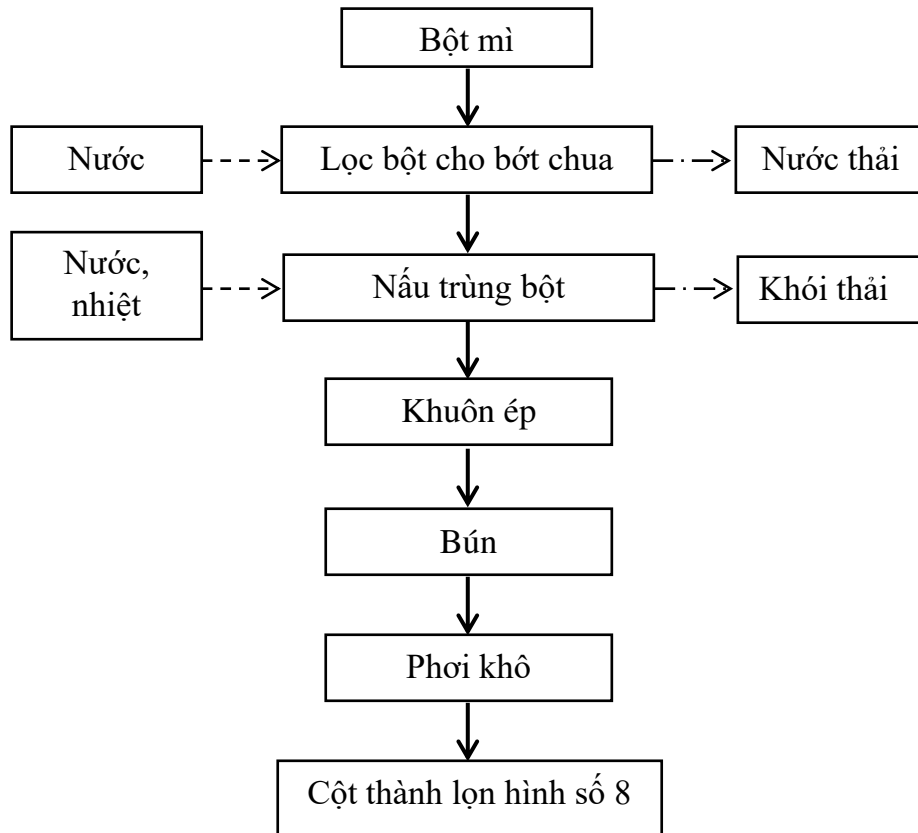 Bột mì
Nước
Lọc bột cho bớt chua
Nước thải
Nước,
nhiệt
Nấu trùng bột
Khói thải
Khuôn ép
Bún
Phơi khô
Cột thành lọn hình số 8